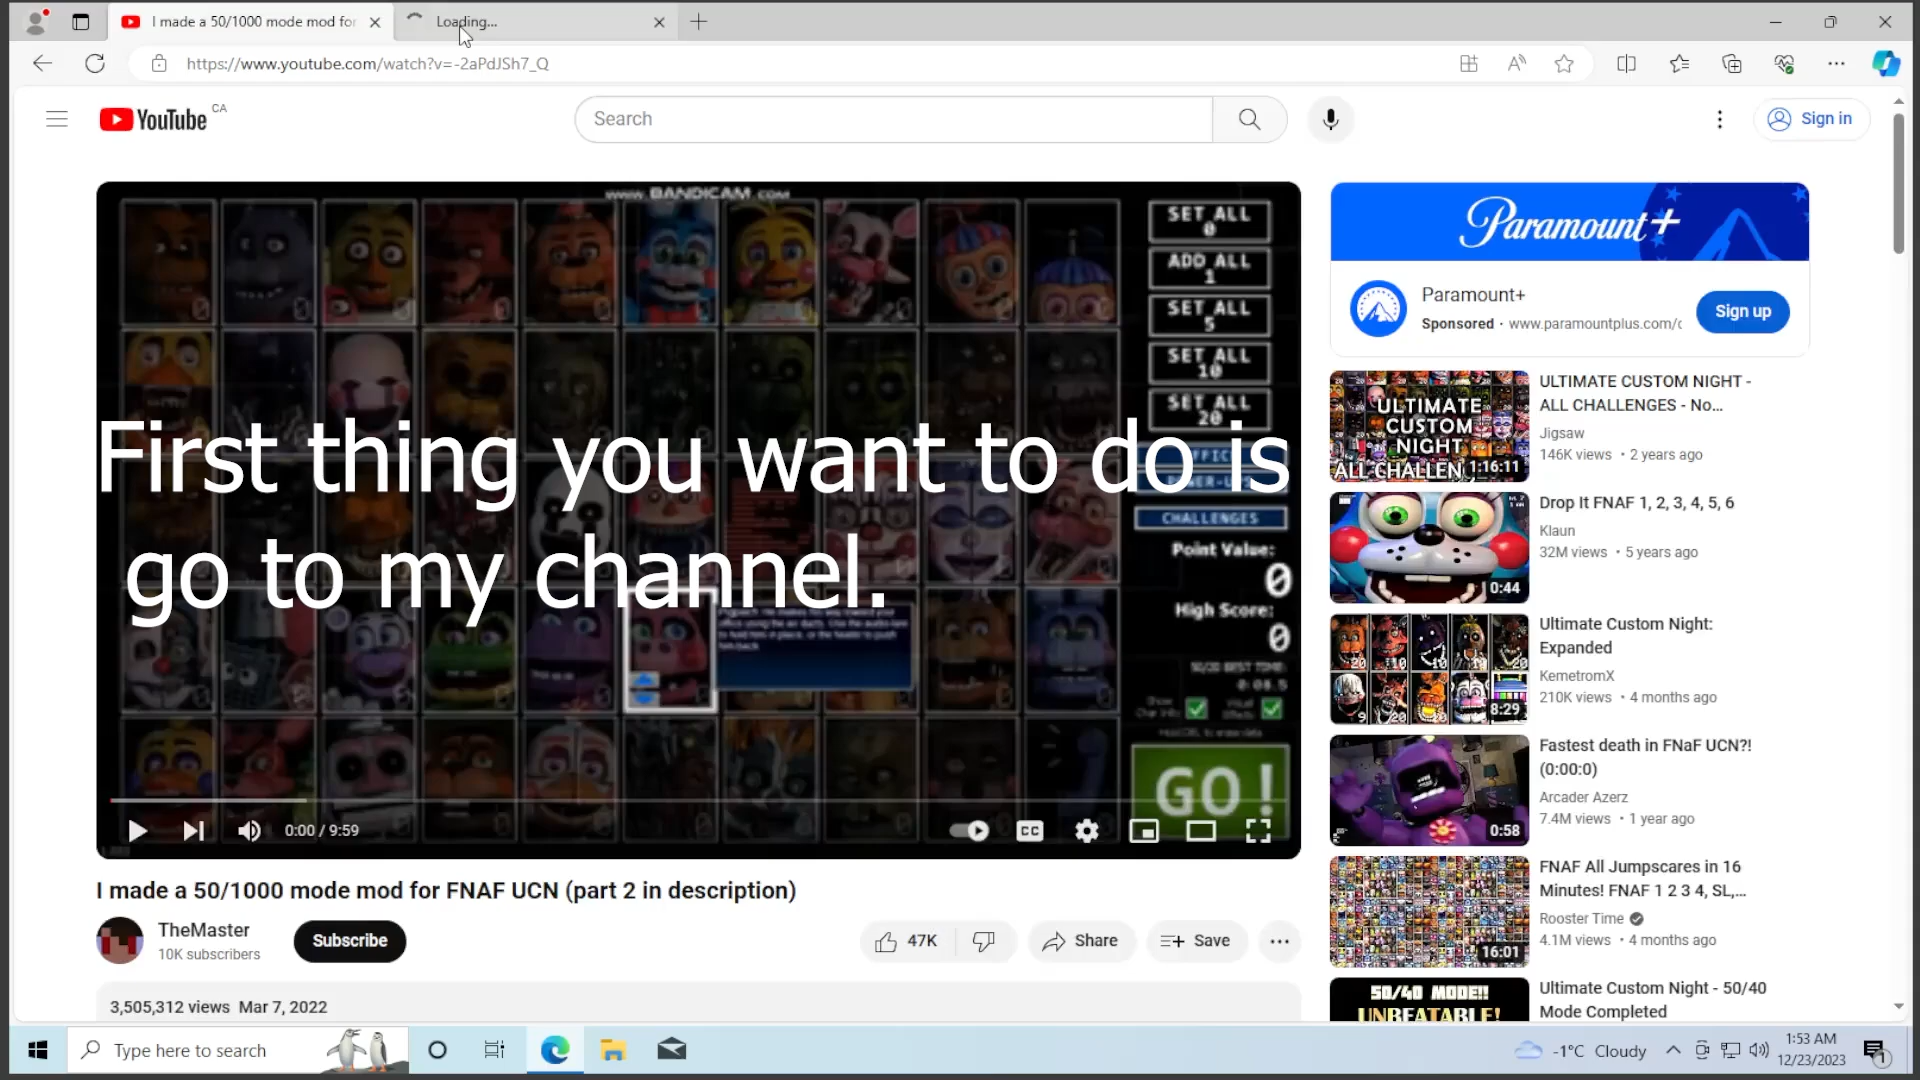 I made a 50/1000 mode mod for
Loading...
https://www.youtube.com/watch?v=-2aPdJSh7_Q
YouTube CA
Search
Sign in
www.BANDICAM.com
SET ALL
0
ADD ALL
1
SET ALL
5
SET ALL
10
SET ALL
20
CHALLENGES
Point Value:
0
High Score:
0
50/20 BEST TIME:
GO!
First thing you want to do is
go to my channel.
0:00 / 9:59
CC
I made a 50/1000 mode mod for FNAF UCN (part 2 in description)
TheMaster
10K subscribers
Subscribe
47K
Share
Save
3,505,312 views Mar 7, 2022
Paramount+
Paramount+
Sponsored · www.paramountplus.com/c
Sign up
ULTIMATE
CUSTOM
NIGHT
ALL CHALLEN
1:16:11
ULTIMATE CUSTOM NIGHT -
ALL CHALLENGES - No...
Jigsaw
146K views • 2 years ago
0:44
Drop It FNAF 1, 2, 3, 4, 5, 6
Klaun
32M views • 5 years ago
8:29
Ultimate Custom Night:
Expanded
KemetromX
210K views • 4 months ago
0:58
Fastest death in FNaF UCN?!
(0:00:0)
Arcader Azerz
7.4M views • 1 year ago
16:01
FNAF All Jumpscares in 16
Minutes! FNAF 1 2 3 4, SL,...
Rooster Time
4.1M views • 4 months ago
50/40 MODE!!
UNBEATABLE!
Ultimate Custom Night - 50/40
Mode Completed
Type here to search
-1°C Cloudy
1:53 AM
12/23/2023
1